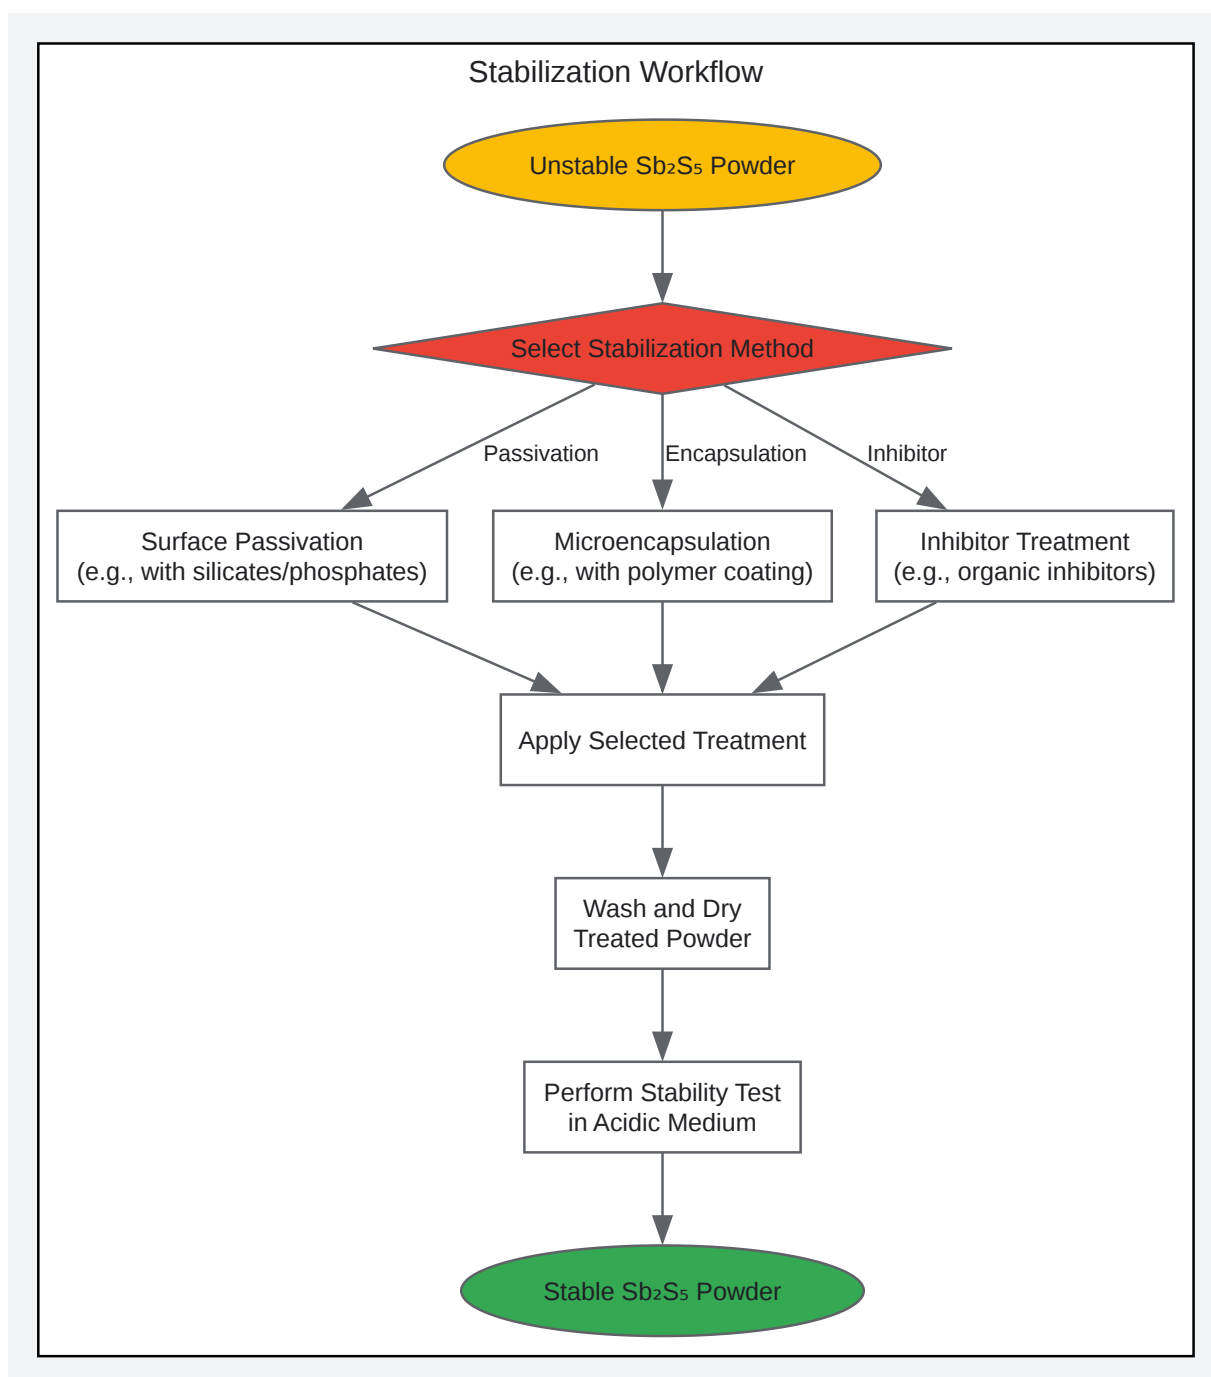 Stabilization Workflow
Unstable Sb₂S₅ Powder
Select Stabilization Method
Passivation
Encapsulation
Inhibitor
Surface Passivation
(e.g., with silicates/phosphates)
Microencapsulation
(e.g., with polymer coating)
Inhibitor Treatment
(e.g., organic inhibitors)
Apply Selected Treatment
Wash and Dry
Treated Powder
Perform Stability Test
in Acidic Medium
Stable Sb₂S₅ Powder